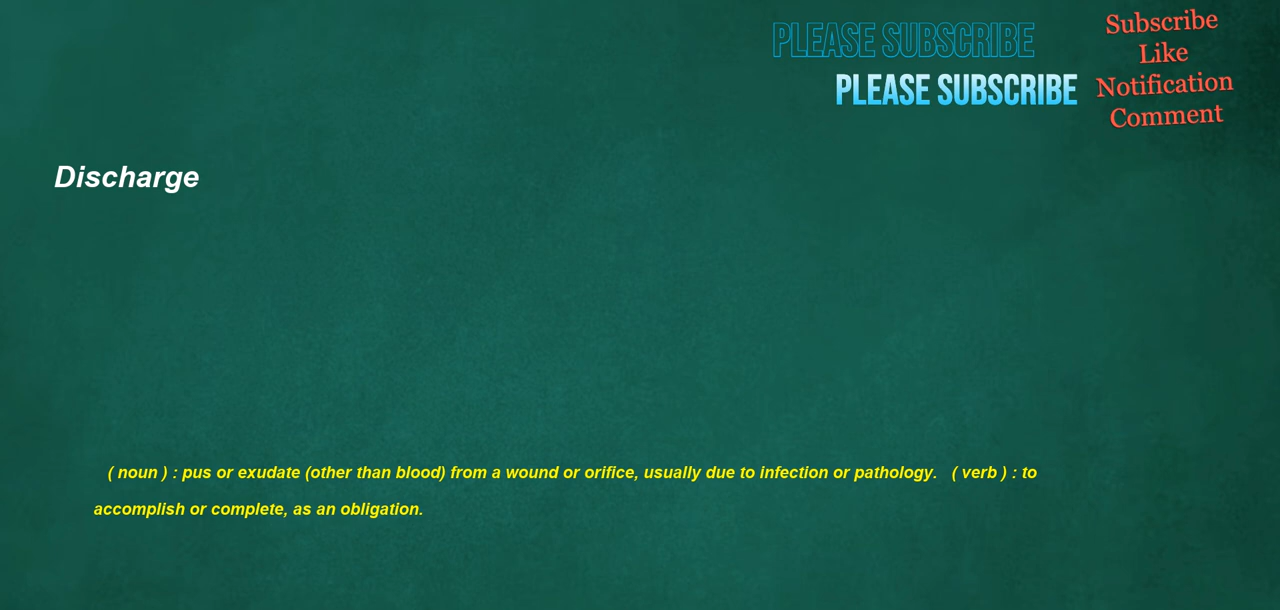 PLEASE SUBSCRIBE
PLEASE SUBSCRIBE
Subscribe
Like
Notification
Comment
Discharge
( noun ) : pus or exudate (other than blood) from a wound or orifice, usually due to infection or pathology.   ( verb ) : to
accomplish or complete, as an obligation.